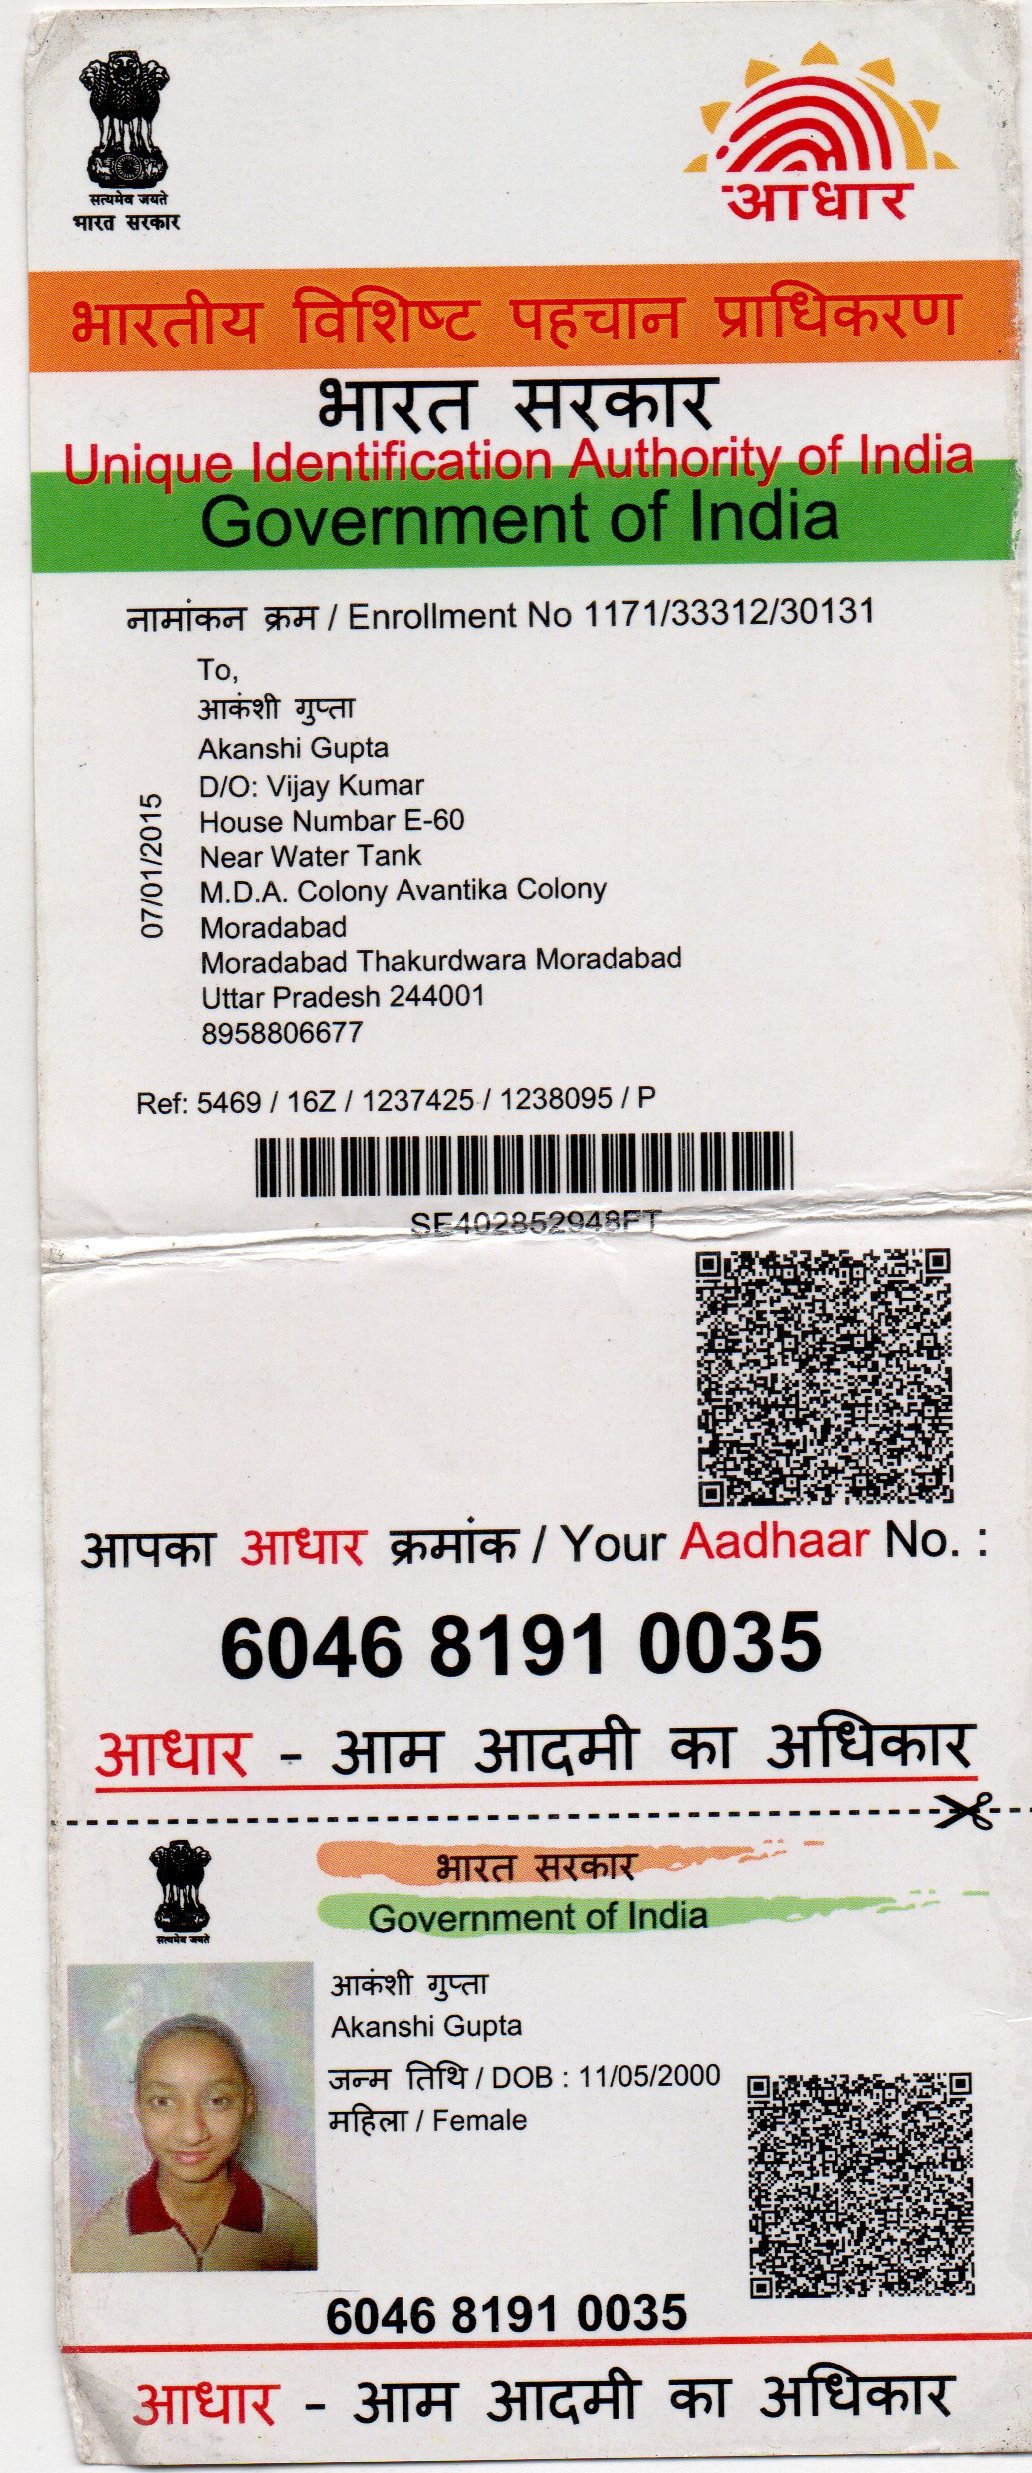 सत्यमेव जयते
भारत सरकार
आधार
भारतीय विशिष्ट पहचान प्राधिकरण
भारत सरकार
Unique Identification Authority of India
Government of India
नामांकन क्रम / Enrollment No 1171/33312/30131
To,
आकंशी गुप्ता
Akanshi Gupta
D/O: Vijay Kumar
House Numbar E-60
Near Water Tank
M.D.A. Colony Avantika Colony
Moradabad
Moradabad Thakurdwara Moradabad
Uttar Pradesh 244001
8958806677
07/01/2015
Ref: 5469 / 16Z / 1237425 / 1238095 / P
SE402852948FT
आपका आधार क्रमांक / Your Aadhaar No. :
6046 8191 0035
आधार - आम आदमी का अधिकार
सत्यमेव जयते
भारत सरकार
Government of India
आकंशी गुप्ता
Akanshi Gupta
जन्म तिथि / DOB : 11/05/2000
महिला / Female
6046 8191 0035
आधार - आम आदमी का अधिकार